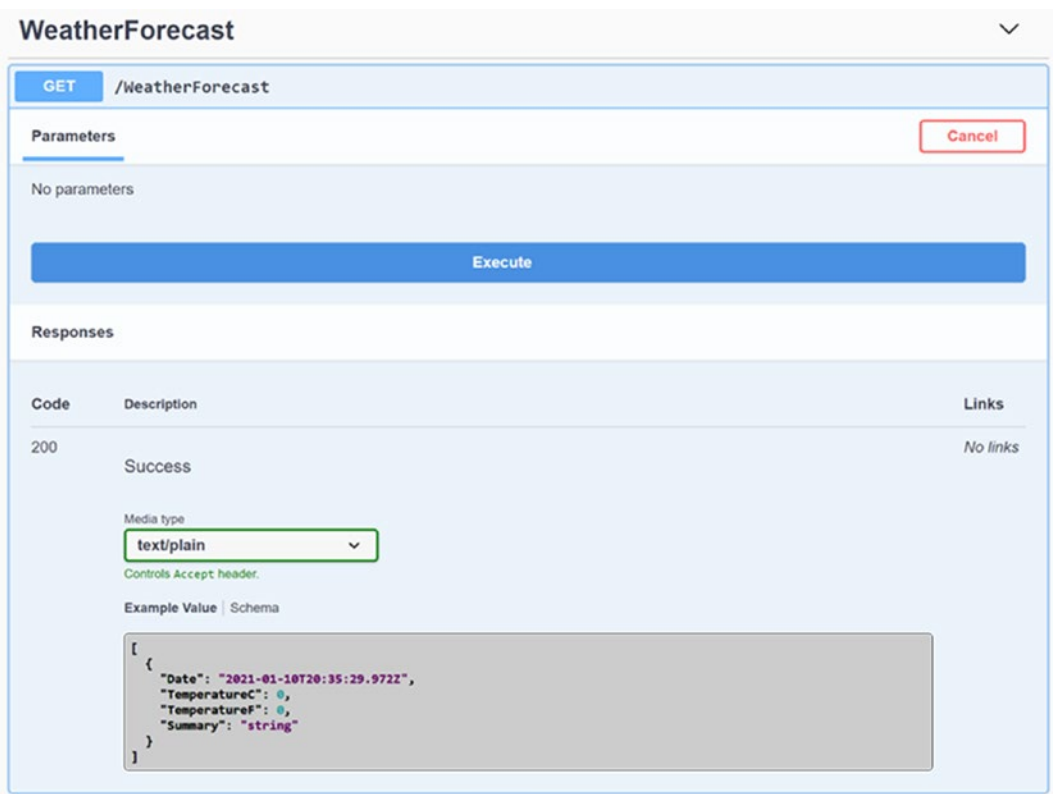 WeatherForecast
GET /WeatherForecast
Parameters Cancel
No parameters
Execute
Responses
Code Description Links
200 No links
Success
Media type
text/plain
Controls Accept header.
Example Value Schema
[
{
"Date": "2021-01-10T20:35:29.972Z",
"TemperatureC": 0,
"TemperatureF": 0,
"Summary": "string"
}
]